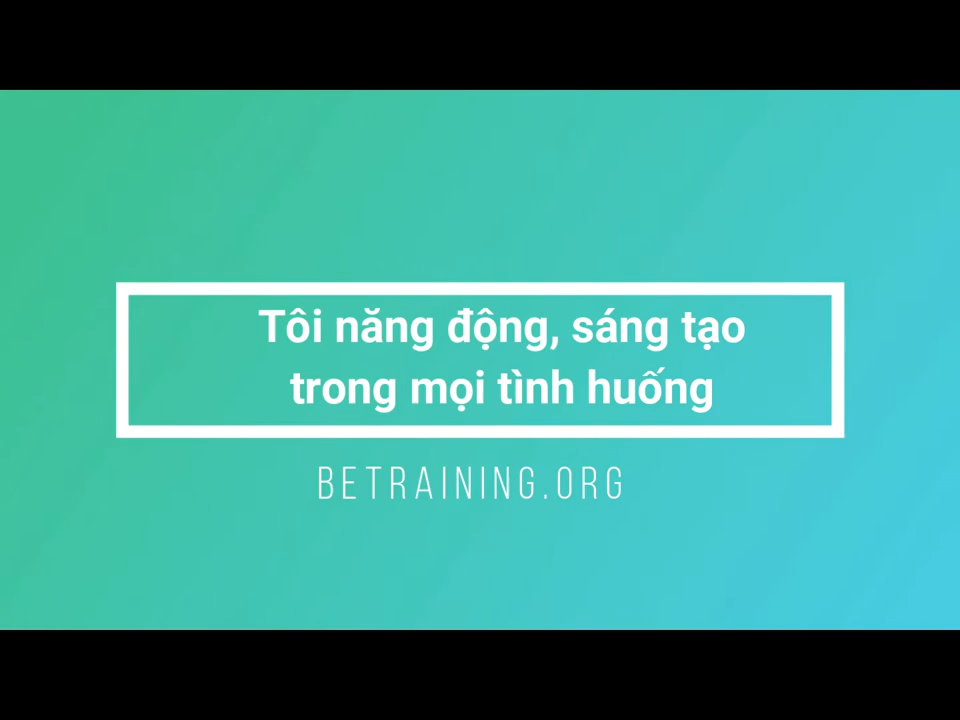 Tôi năng động, sáng tạo
trong mọi tình huống
BETRAINING.ORG